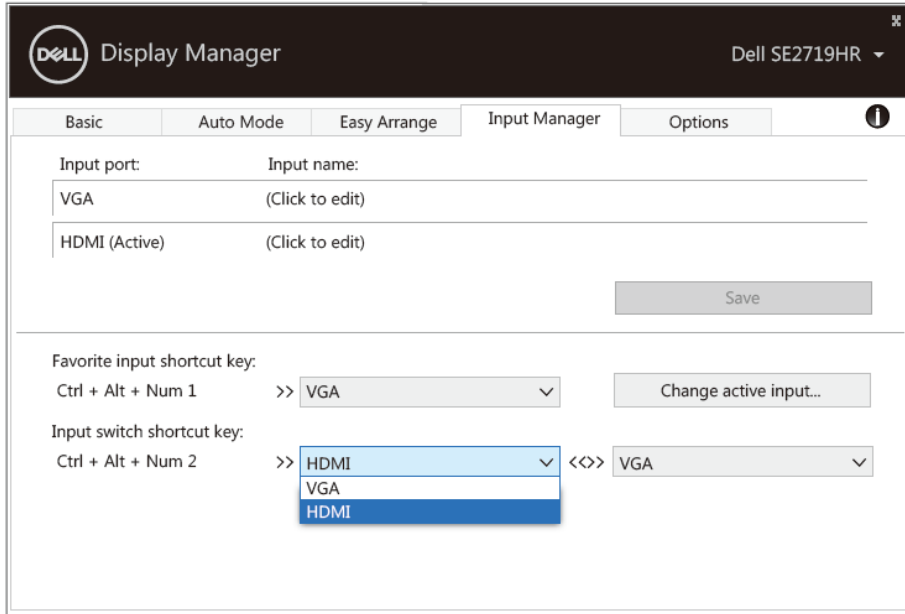 DELL Display Manager
Dell SE2719HR
Basic Auto Mode Easy Arrange Input Manager Options
Input port: Input name:
VGA (Click to edit)
HDMI (Active) (Click to edit)
Save
Favorite input shortcut key:
Ctrl + Alt + Num 1 >> VGA Change active input...
Input switch shortcut key:
Ctrl + Alt + Num 2 >> HDMI <<>> VGA
VGA
HDMI